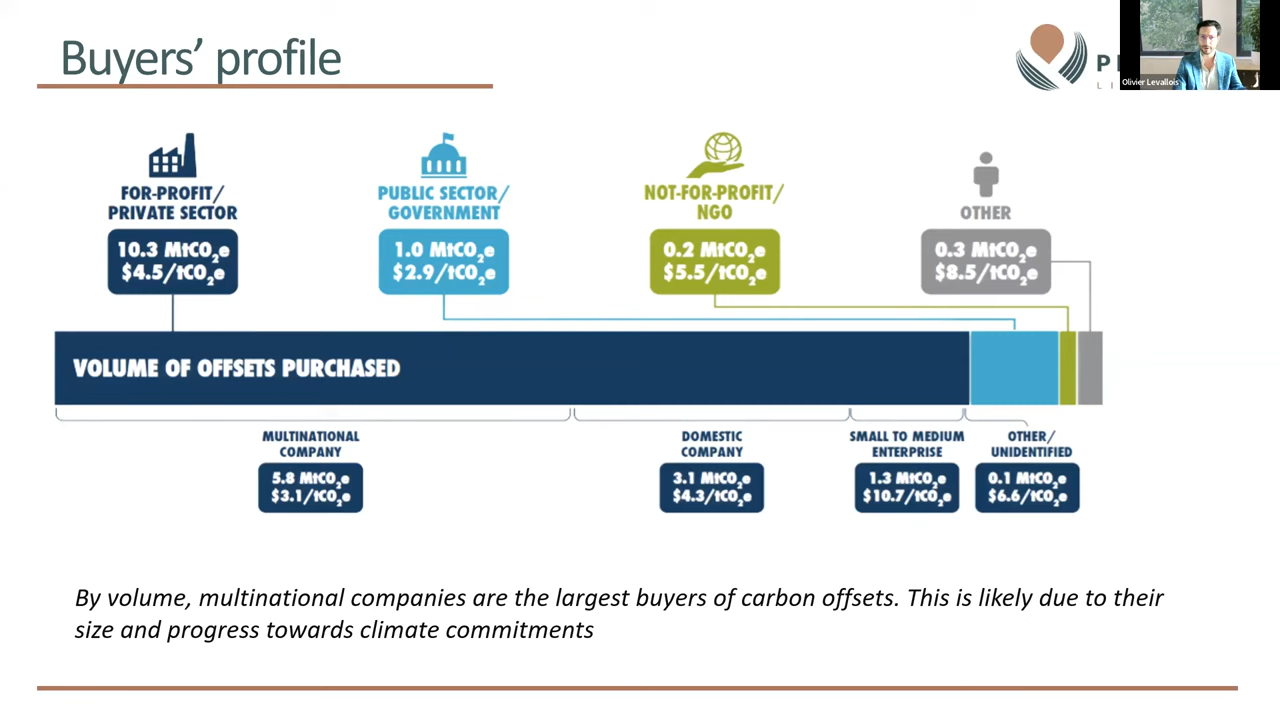 Buyers' profile
Olivier Levallois
FOR-PROFIT/
PRIVATE SECTOR
10.3 MtCO₂e
$4.5/tCO₂e
PUBLIC SECTOR/
GOVERNMENT
1.0 MtCO₂e
$2.9/tCO₂e
NOT-FOR-PROFIT/
NGO
0.2 MtCO₂e
$5.5/tCO₂e
OTHER
0.3 MtCO₂e
$8.5/tCO₂e
VOLUME OF OFFSETS PURCHASED
MULTINATIONAL
COMPANY
5.8 MtCO₂e
$3.1/tCO₂e
DOMESTIC
COMPANY
3.1 MtCO₂e
$4.3/tCO₂e
SMALL TO MEDIUM
ENTERPRISE
1.3 MtCO₂e
$10.7/tCO₂e
OTHER/
UNIDENTIFIED
0.1 MtCO₂e
$6.6/tCO₂e
By volume, multinational companies are the largest buyers of carbon offsets. This is likely due to their
size and progress towards climate commitments